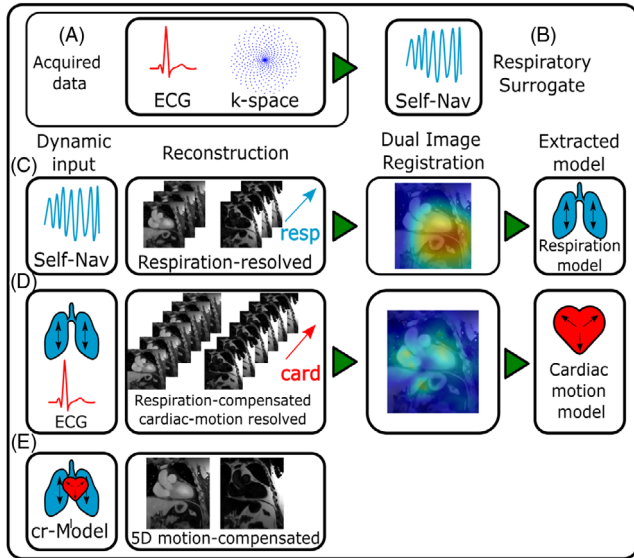 (A)
Acquired
data
ECG
k-space
Self-Nav
(B)
Respiratory
Surrogate
Dynamic
input
Reconstruction
Dual Image
Registration
Extracted
model
(C)
Self-Nav
resp
Respiration-resolved
Respiration
model
(D)
ECG
card
Respiration-compensated
cardiac-motion resolved
Cardiac
motion
model
(E)
cr-Model
5D motion-compensated